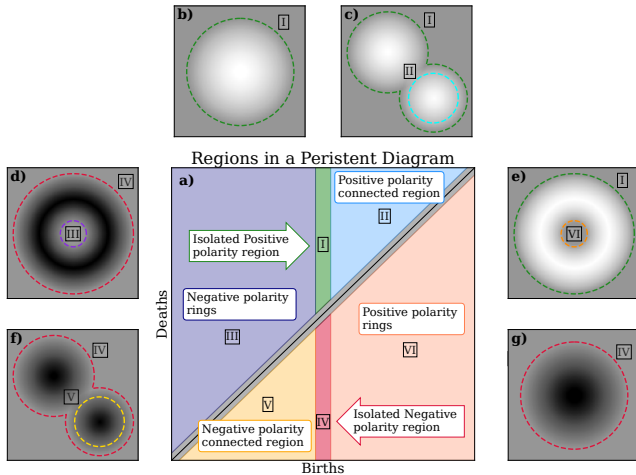 b)
I
c)
I
II
Regions in a Peristent Diagram
d)
IV
III
a)
Positive polarity
connected region
II
Isolated Positive
polarity region
I
Negative polarity
rings
III
Positive polarity
rings
VI
V
Negative polarity
connected region
IV
Isolated Negative
polarity region
Deaths
Births
e)
I
VI
f)
IV
V
g)
IV